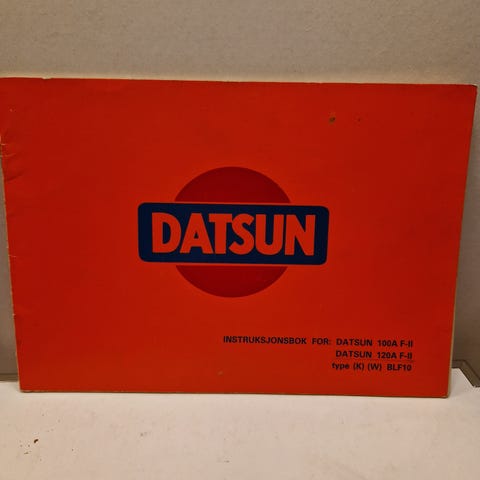 DATSUN
INSTRUKSJONSBOK FOR: DATSUN 100A F-II
DATSUN 120A F-II
type (K) (W) BLF10